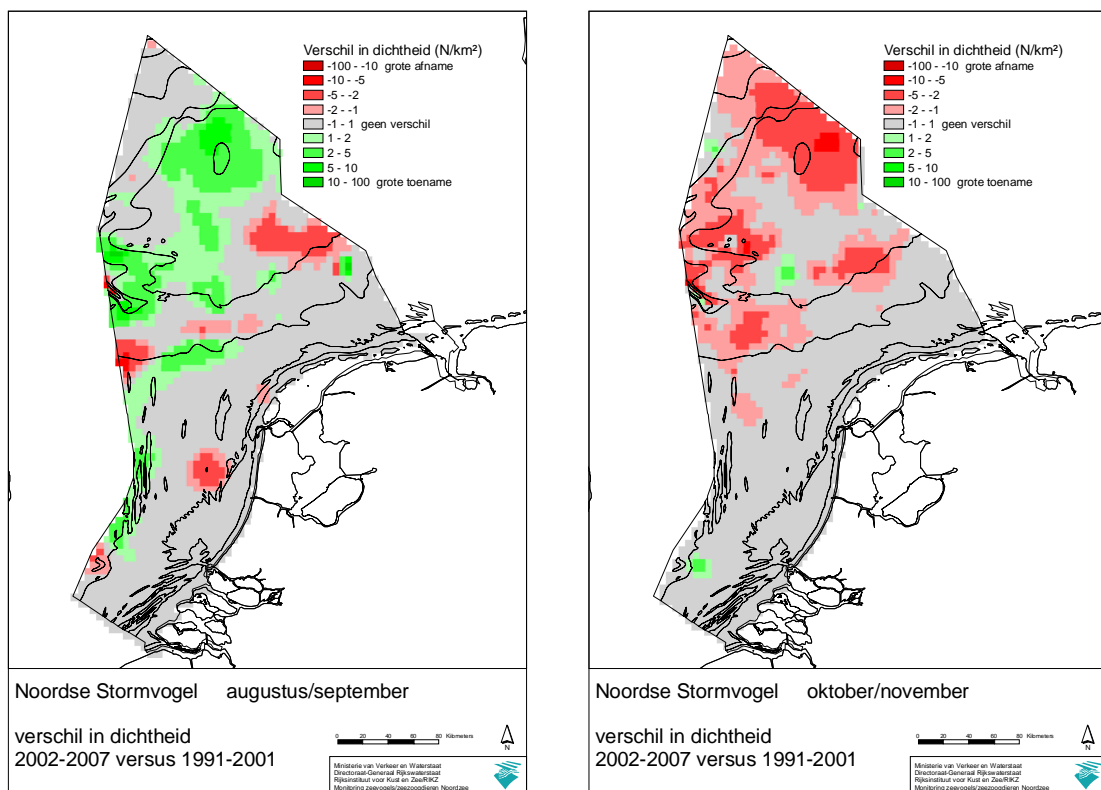 Verschil in dichtheid (N/km²)
-100 - -10 grote afname
-10 - -5
-5 - -2
-2 - -1
-1 - 1 geen verschil
1 - 2
2 - 5
5 - 10
10 - 100 grote toename
Noordse Stormvogel augustus/september
verschil in dichtheid
2002-2007 versus 1991-2001
0 20 40 60 80 Kilometers
N
Ministerie van Verkeer en Waterstaat
Directoraat-Generaal Rijkswaterstaat
Rijksinstituut voor Kust en Zee/RIKZ
Monitoring zeevogels/zeezoogdieren Noordzee
Verschil in dichtheid (N/km²)
-100 - -10 grote afname
-10 - -5
-5 - -2
-2 - -1
-1 - 1 geen verschil
1 - 2
2 - 5
5 - 10
10 - 100 grote toename
Noordse Stormvogel oktober/november
verschil in dichtheid
2002-2007 versus 1991-2001
0 20 40 60 80 Kilometers
N
Ministerie van Verkeer en Waterstaat
Directoraat-Generaal Rijkswaterstaat
Rijksinstituut voor Kust en Zee/RIKZ
Monitoring zeevogels/zeezoogdieren Noordzee